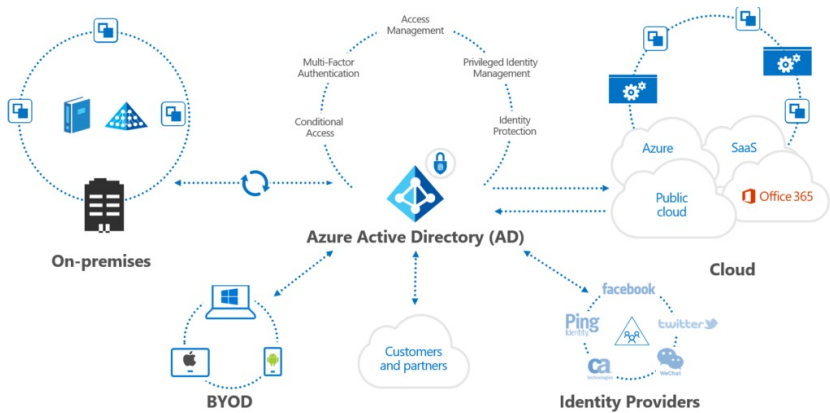 Access
Management
Multi-Factor
Authentication
Privileged Identity
Management
Conditional
Access
Identity
Protection
Azure
SaaS
Public
cloud
Office 365
Azure Active Directory (AD)
On-premises
Cloud
facebook
Ping
Identity
twitter
ca
technologies
WeChat
Customers
and partners
BYOD
Identity Providers